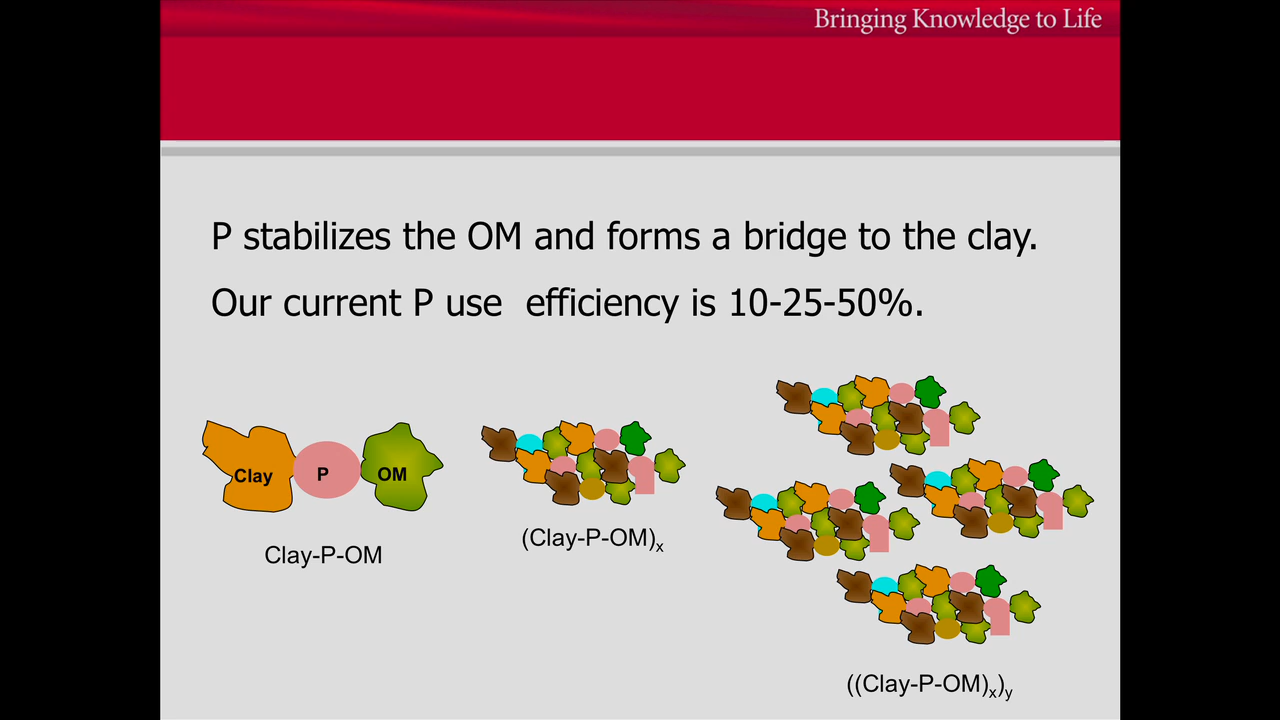 Bringing Knowledge to Life
P stabilizes the OM and forms a bridge to the clay.
Our current P use  efficiency is 10-25-50%.
Clay
P
OM
Clay-P-OM
(Clay-P-OM)x
((Clay-P-OM)x)y